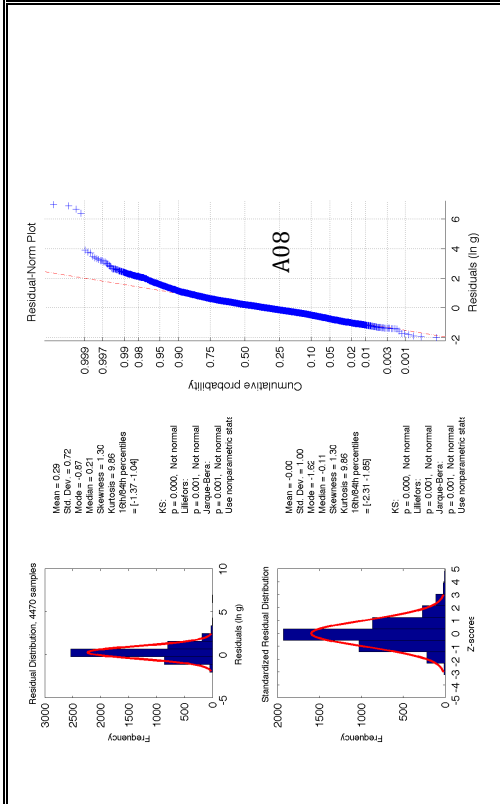 Residual Distribution, 4470 samples
3000
2500
2000
1500
1000
500
0
-5
0
5
10
Frequency
Residuals (ln g)
Mean = 0.29
Std. Dev. = 0.72
Mode = -0.87
Median = 0.21
Skewness = 1.30
Kurtosis = 9.86
16th/84th percentiles
= [-1.37 -1.04]
KS:
p = 0.000, Not normal
Lilliefors:
p = 0.001, Not normal
Jarque-Bera:
p = 0.001, Not normal
Use nonparametric stats
Residual-Norm Plot
0.999
0.997
0.99
0.98
0.95
0.90
0.75
0.50
0.25
0.10
0.05
0.02
0.01
0.003
0.001
-2
0
2
4
6
Cumulative probability
Residuals (ln g)
A08
Standardized Residual Distribution
2000
1500
1000
500
0
-5 -4 -3 -2 -1 0 1 2 3 4 5
Frequency
Z-scores
Mean = -0.00
Std. Dev. = 1.00
Mode = -1.62
Median = -0.11
Skewness = 1.30
Kurtosis = 9.86
16th/84th percentiles
= [-2.31 -1.85]
KS:
p = 0.000, Not normal
Lilliefors:
p = 0.001, Not normal
Jarque-Bera:
p = 0.001, Not normal
Use nonparametric stats